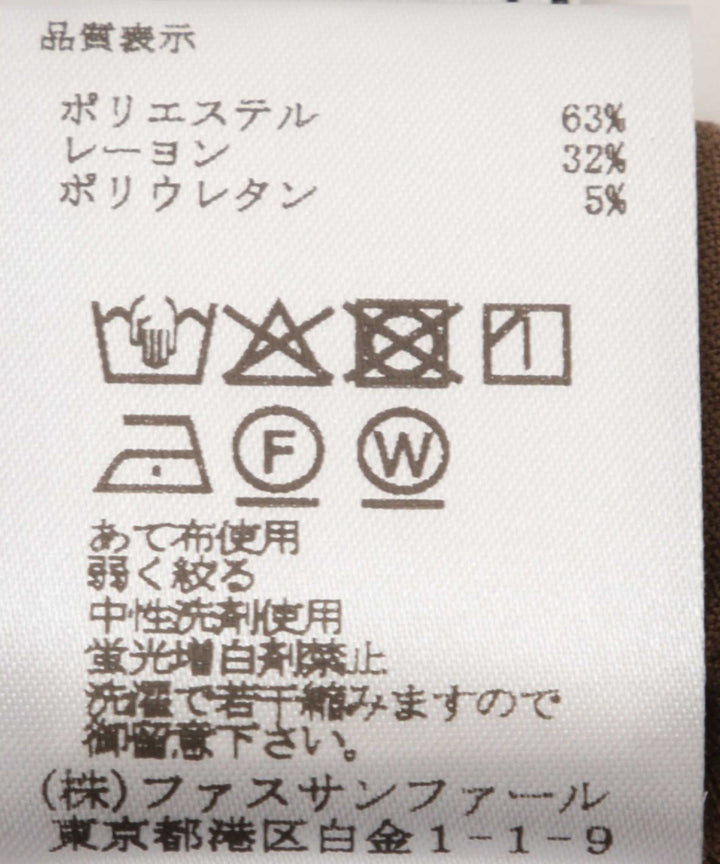 品質表示
ポリエステル 63%
レーヨン 32%
ポリウレタン 5%
F W
あて布使用
弱く絞る
中性洗剤使用
蛍光増白剤禁止
洗濯で若干縮みますので
御留意下さい。
(株)ファスサンファール
東京都港区白金1-1-9